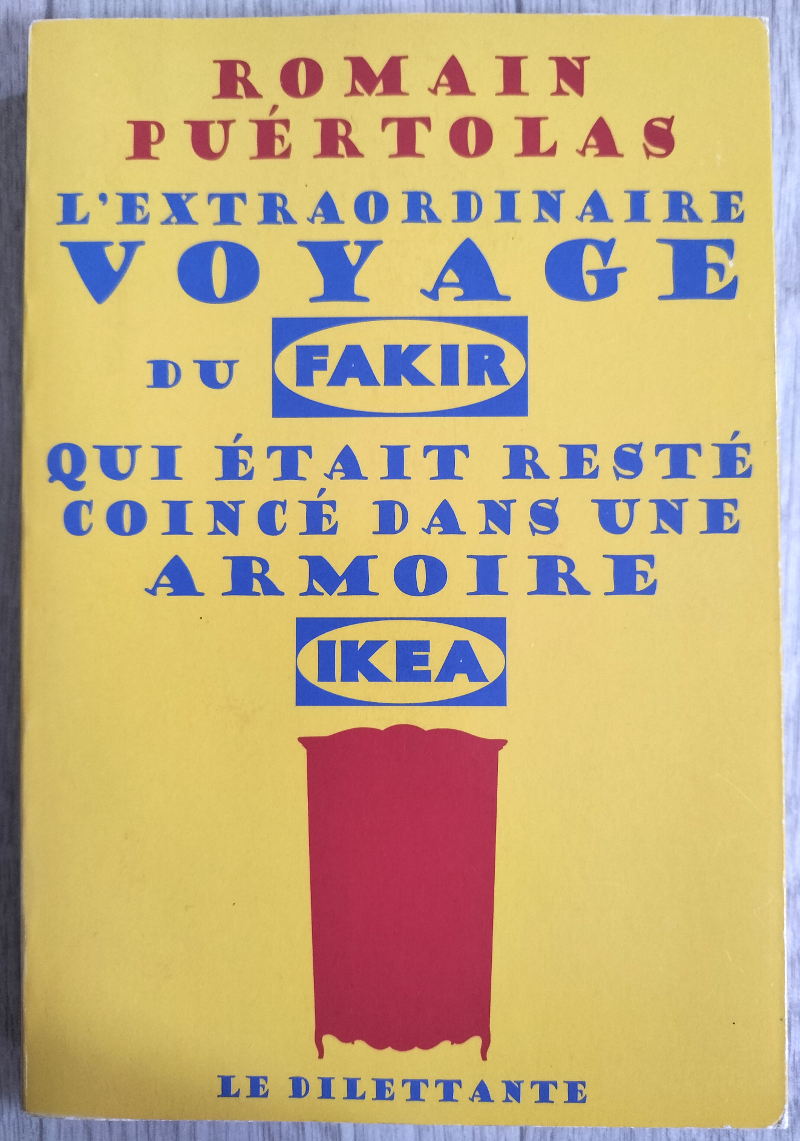 ROMAIN
PUÉRTOLAS
L'EXTRAORDINAIRE
VOYAGE
DU FAKIR
QUI ÉTAIT RESTÉ
COINCÉ DANS UNE
ARMOIRE
IKEA
LE DILETTANTE